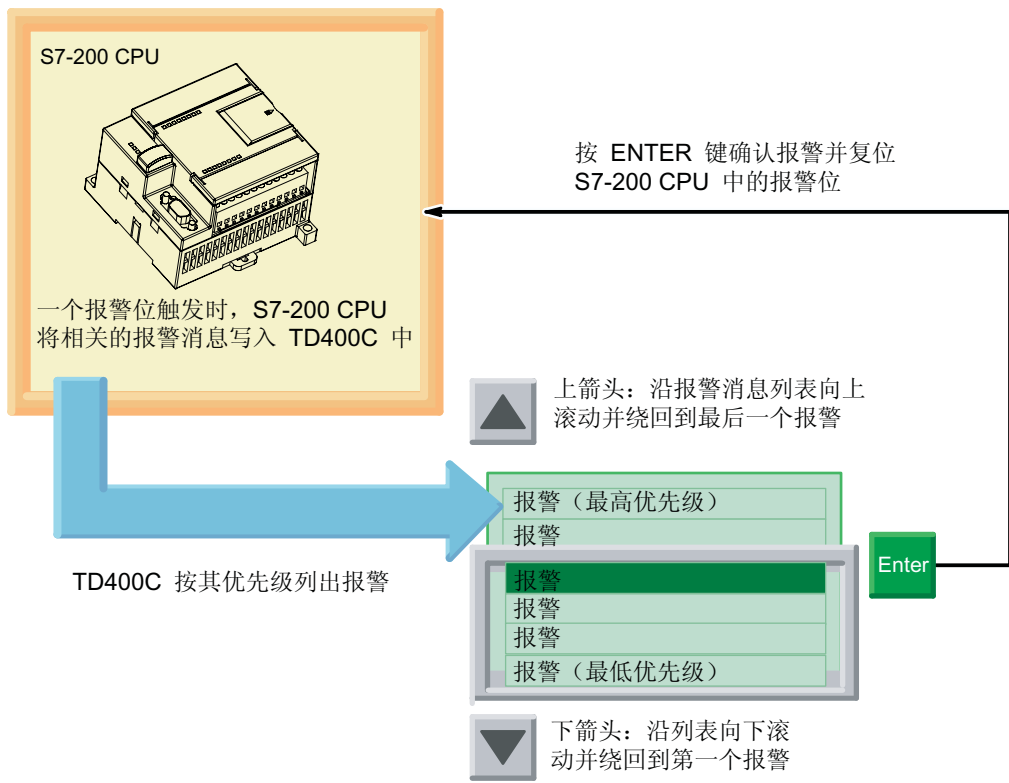 S7-200 CPU
一个报警位触发时，S7-200 CPU
将相关的报警消息写入 TD400C 中
按 ENTER 键确认报警并复位
S7-200 CPU 中的报警位
上箭头：沿报警消息列表向上
滚动并绕回到最后一个报警
报警（最高优先级）
报警
报警
报警
报警
报警（最低优先级）
Enter
TD400C 按其优先级列出报警
下箭头：沿列表向下滚
动并绕回到第一个报警